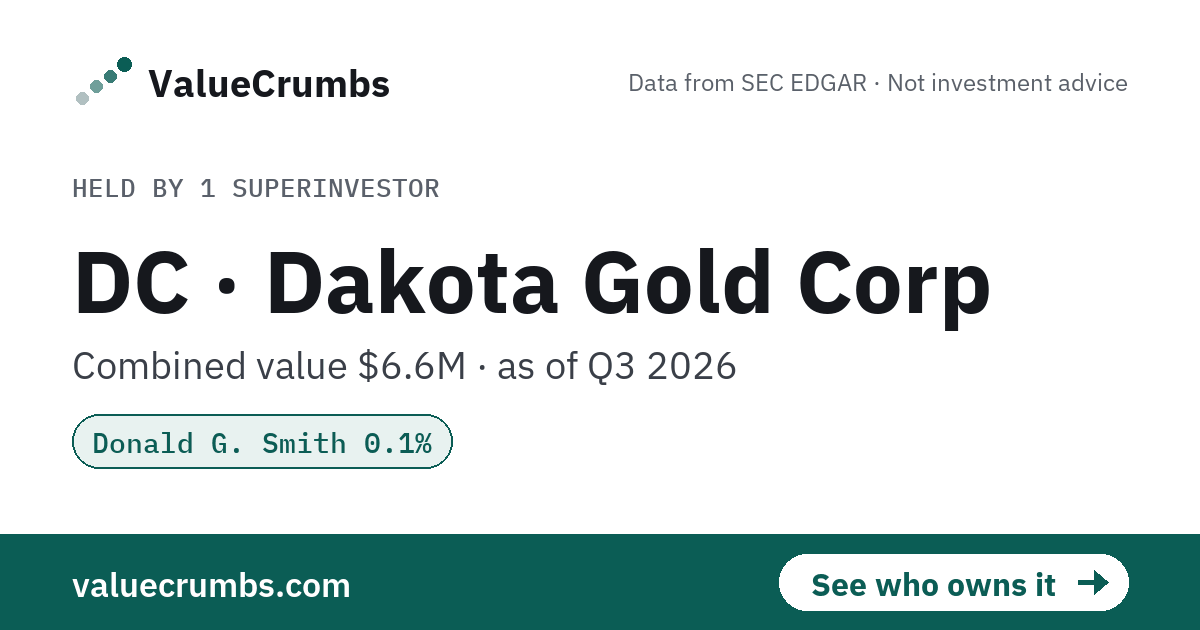 ValueCrumbs
Data from SEC EDGAR · Not investment advice
HELD BY 1 SUPERINVESTOR
DC · Dakota Gold Corp
Combined value $6.6M · as of Q3 2026
Donald G. Smith 0.1%
valuecrumbs.com
See who owns it →